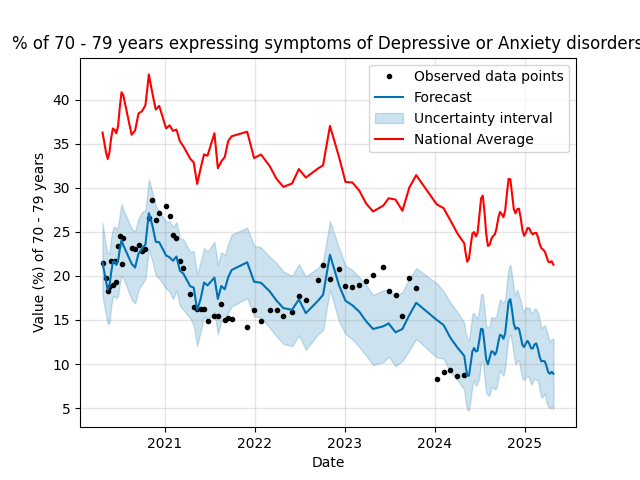 % of 70 - 79 years expressing symptoms of Depressive or Anxiety disorders
Observed data points
Forecast
Uncertainty interval
National Average
Value (%) of 70 - 79 years
40
35
30
25
20
15
10
5
2021 2022 2023 2024 2025
Date